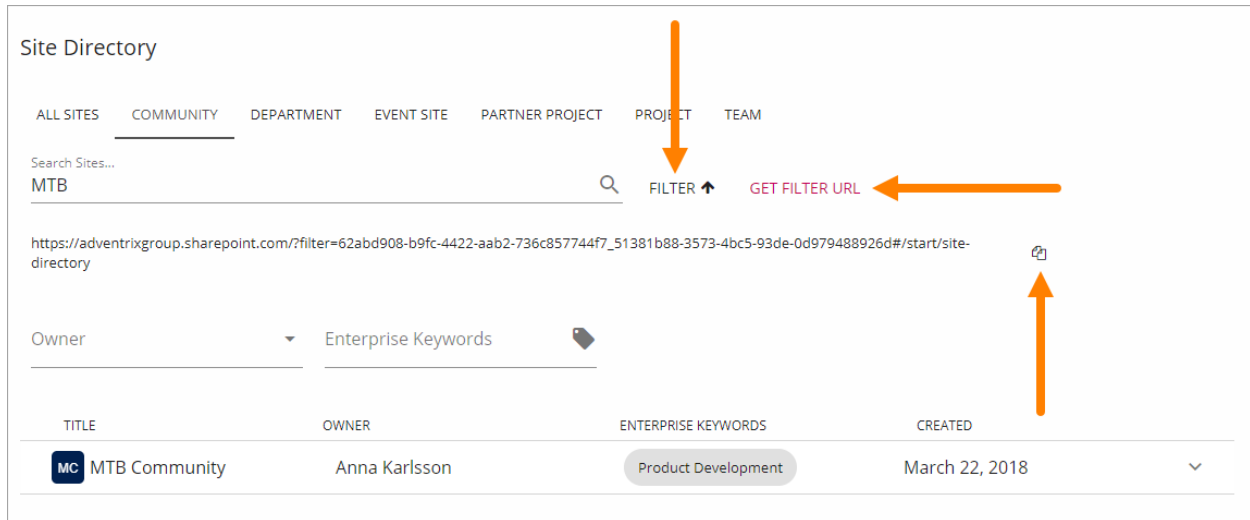 Site Directory
ALL SITES COMMUNITY DEPARTMENT EVENT SITE PARTNER PROJECT PROJECT TEAM
Search Sites...
MTB FILTER GET FILTER URL
https://adventrixgroup.sharepoint.com/?filter=62abd908-b9fc-4422-aab2-736c857744f7_51381b88-3573-4bc5-93de-0d979488926d#/start/site-
directory
Owner Enterprise Keywords
TITLE OWNER ENTERPRISE KEYWORDS CREATED
MC MTB Community Anna Karlsson Product Development March 22, 2018